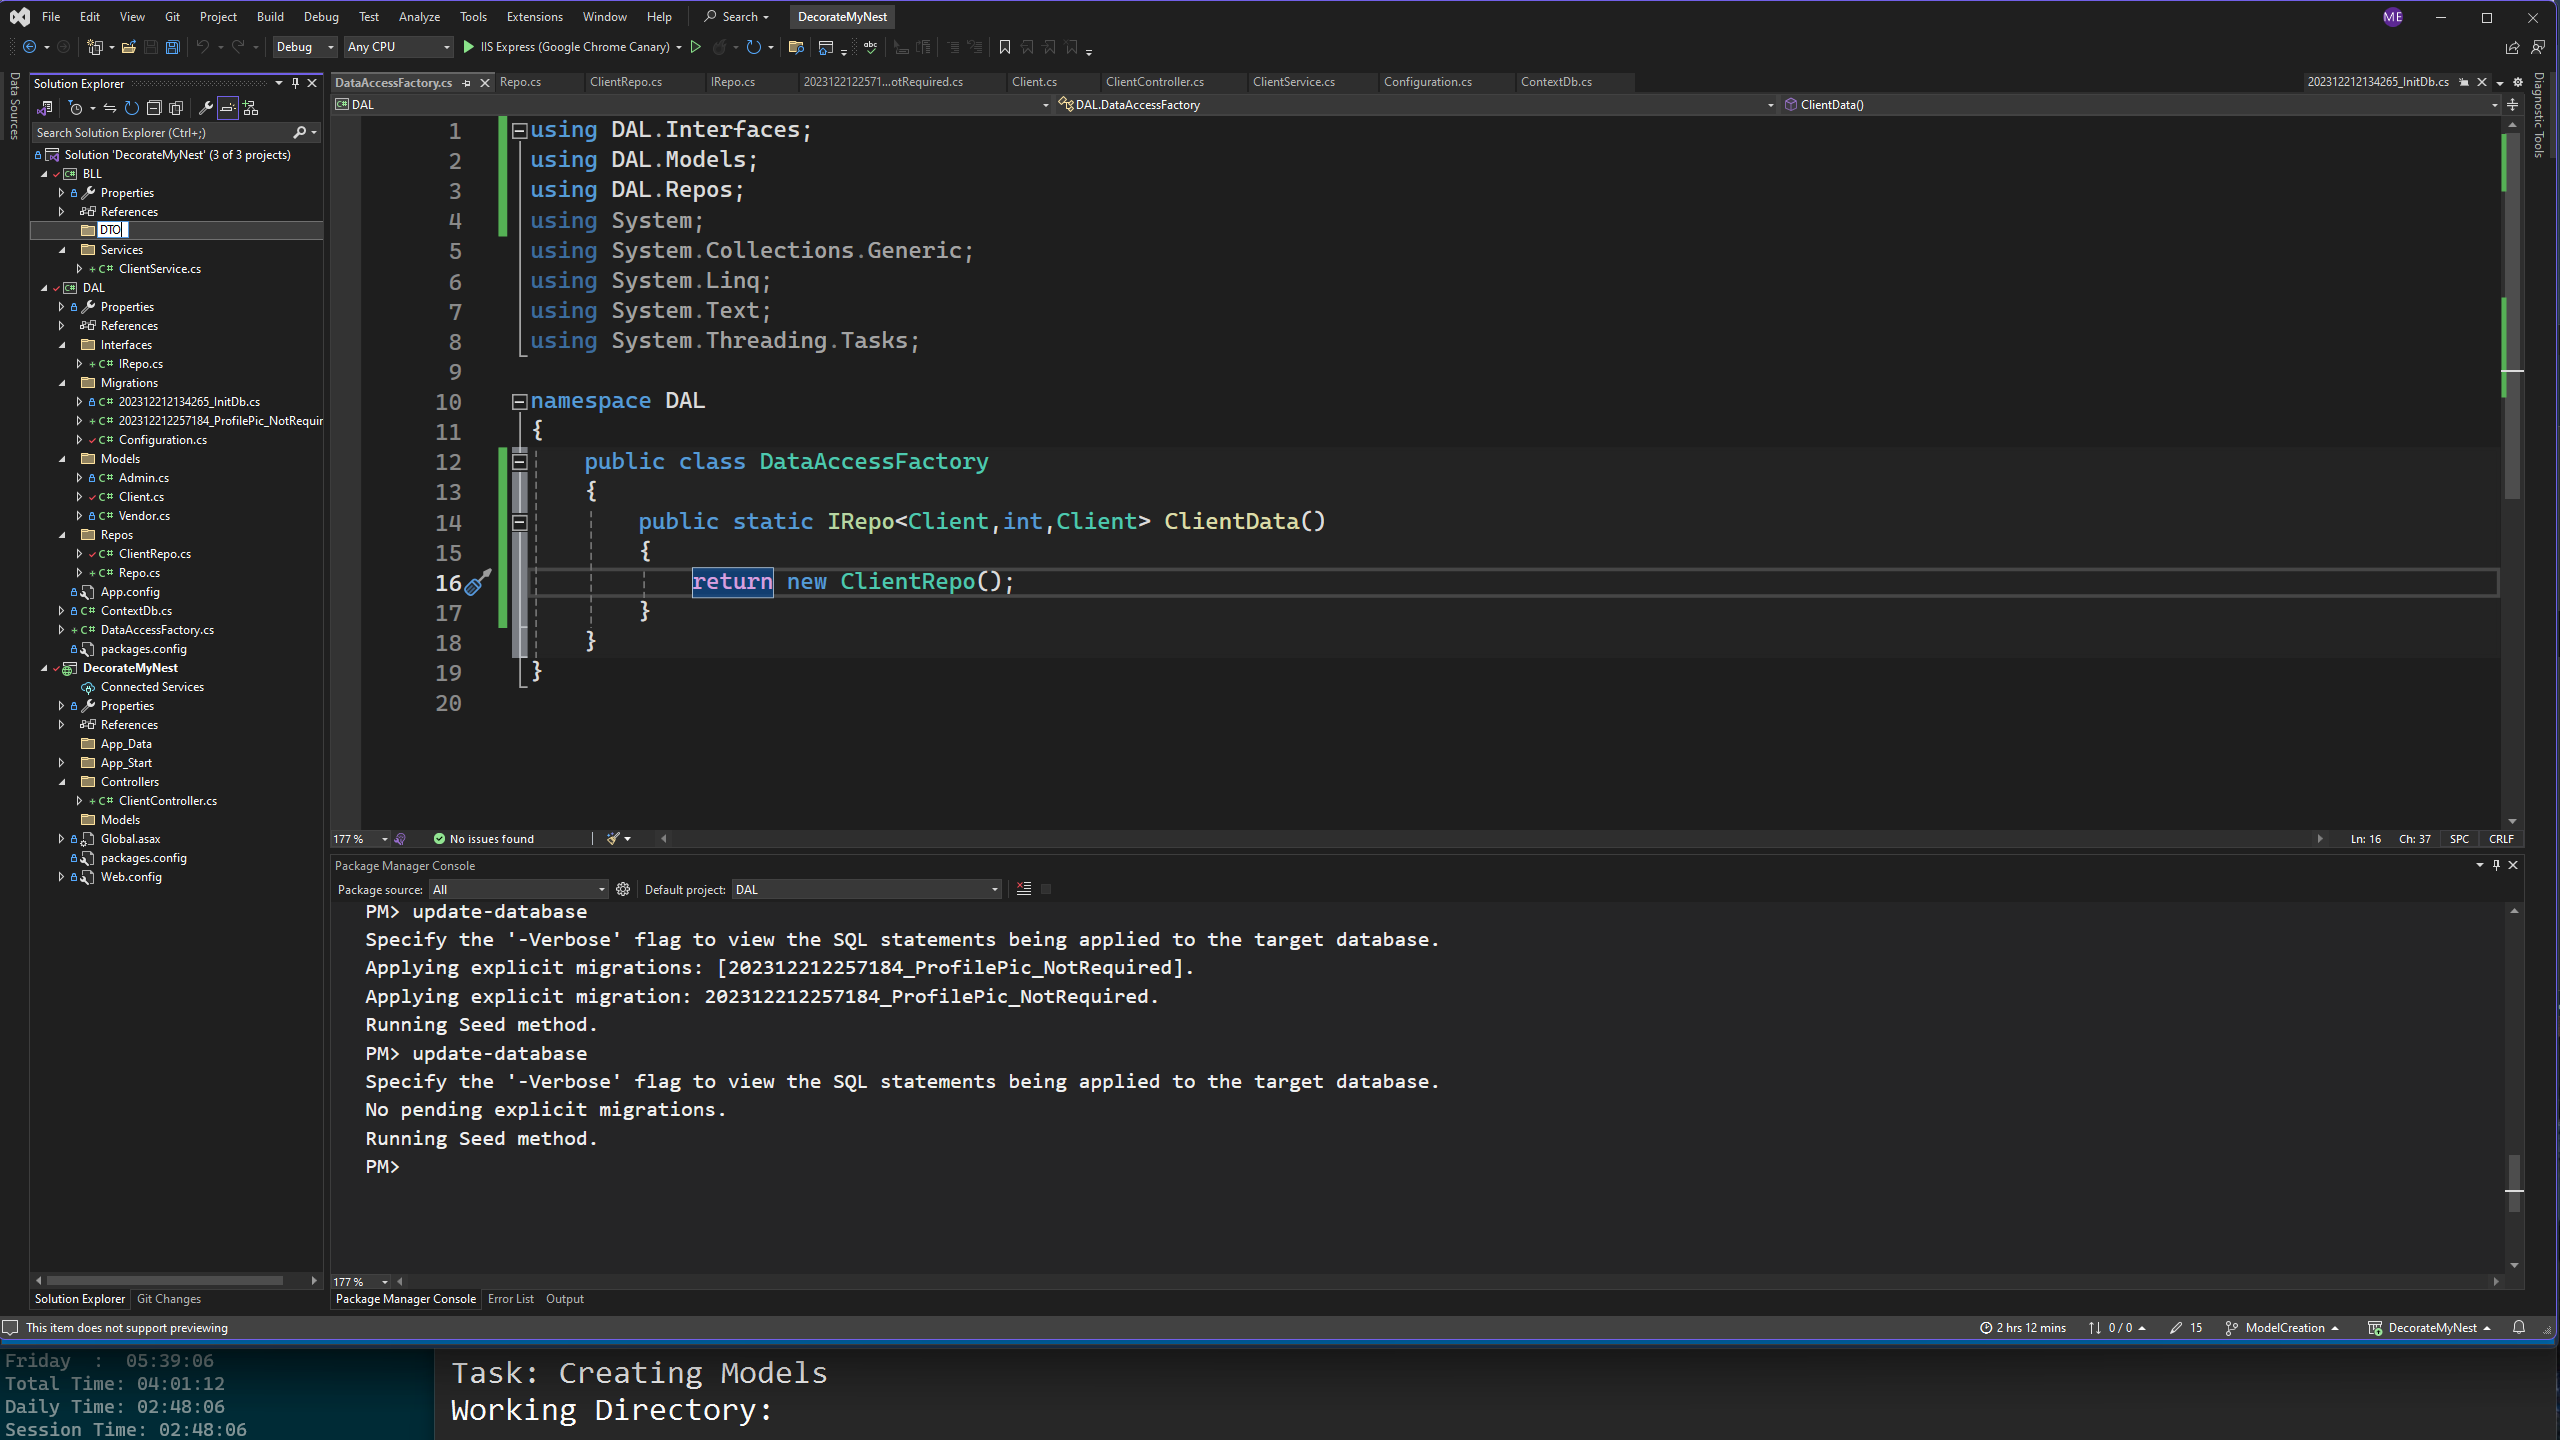 File Edit View Git Project Build Debug Test Analyze Tools Extensions Window Help Search DecorateMyNest ME
Debug Any CPU IIS Express (Google Chrome Canary)
Data Sources
Solution Explorer
Search Solution Explorer (Ctrl+;)
Solution 'DecorateMyNest' (3 of 3 projects)
BLL
Properties
References
DTO
Services
ClientService.cs
DAL
Properties
References
Interfaces
IRepo.cs
Migrations
202312212134265_InitDb.cs
202312212257184_ProfilePic_NotRequir
Configuration.cs
Models
Admin.cs
Client.cs
Vendor.cs
Repos
ClientRepo.cs
Repo.cs
App.config
ContextDb.cs
DataAccessFactory.cs
packages.config
DecorateMyNest
Connected Services
Properties
References
App_Data
App_Start
Controllers
ClientController.cs
Models
Global.asax
packages.config
Web.config
Solution Explorer Git Changes
DataAccessFactory.cs Repo.cs ClientRepo.cs IRepo.cs 2023122122571...otRequired.cs Client.cs ClientController.cs ClientService.cs Configuration.cs ContextDb.cs 202312212134265_InitDb.cs
DAL DAL.DataAccessFactory ClientData()
1 using DAL.Interfaces;
2 using DAL.Models;
3 using DAL.Repos;
4 using System;
5 using System.Collections.Generic;
6 using System.Linq;
7 using System.Text;
8 using System.Threading.Tasks;
9
10 namespace DAL
11 {
12 public class DataAccessFactory
13 {
14 public static IRepo<Client,int,Client> ClientData()
15 {
16 return new ClientRepo();
17 }
18 }
19 }
20
177 % No issues found Ln: 16 Ch: 37 SPC CRLF
Diagnostic Tools
Package Manager Console
Package source: All Default project: DAL
PM> update-database
Specify the '-Verbose' flag to view the SQL statements being applied to the target database.
Applying explicit migrations: [202312212257184_ProfilePic_NotRequired].
Applying explicit migration: 202312212257184_ProfilePic_NotRequired.
Running Seed method.
PM> update-database
Specify the '-Verbose' flag to view the SQL statements being applied to the target database.
No pending explicit migrations.
Running Seed method.
PM>
177 %
Package Manager Console Error List Output
This item does not support previewing 2 hrs 12 mins 0 / 0 15 ModelCreation DecorateMyNest
Friday : 05:39:06
Total Time: 04:01:12
Daily Time: 02:48:06
Session Time: 02:48:06
Task: Creating Models
Working Directory: